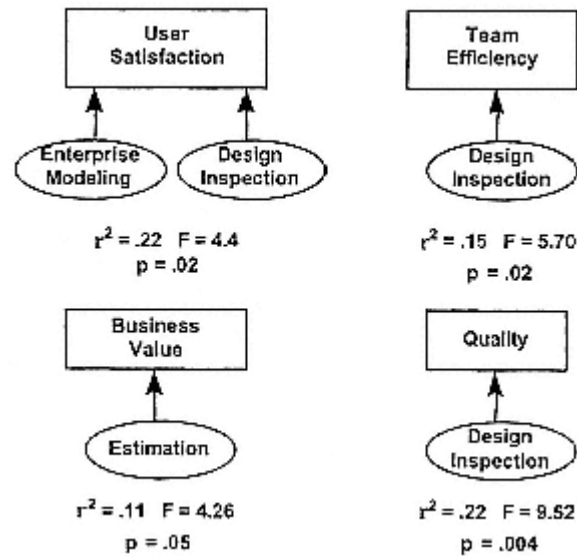 User
Satisfaction
Enterprise
Modeling
Design
Inspection
r² = .22 F = 4.4
p = .02
Team
Efficiency
Design
Inspection
r² = .15 F = 5.70
p = .02
Business
Value
Estimation
r² = .11 F = 4.26
p = .05
Quality
Design
Inspection
r² = .22 F = 9.52
p = .004